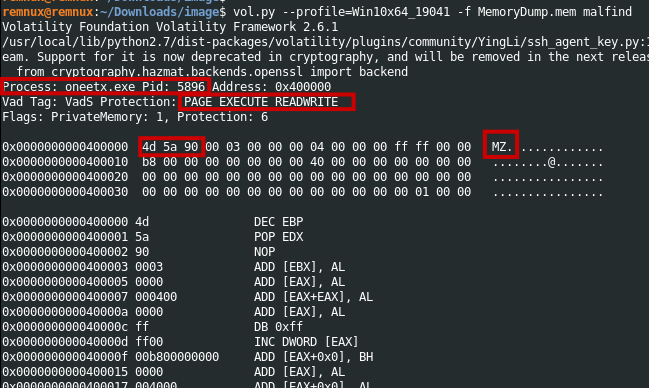 remnux@remnux:~/Downloads/image$ vol.py --profile=Win10x64_19041 -f MemoryDump.mem malfind
Volatility Foundation Volatility Framework 2.6.1
/usr/local/lib/python2.7/dist-packages/volatility/plugins/community/YingLi/ssh_agent_key.py:
eam. Support for it is now deprecated in cryptography, and will be removed in the next relea
from cryptography.hazmat.backends.openssl import backend
Process: oneetx.exe Pid: 5896 Address: 0x400000
Vad Tag: VadS Protection: PAGE_EXECUTE_READWRITE
Flags: PrivateMemory: 1, Protection: 6
0x0000000000400000 4d 5a 90 00 03 00 00 00 04 00 00 00 ff ff 00 00 MZ..............
0x0000000000400010 b8 00 00 00 00 00 00 00 40 00 00 00 00 00 00 00 ........@.......
0x0000000000400020 00 00 00 00 00 00 00 00 00 00 00 00 00 00 00 00 ................
0x0000000000400030 00 00 00 00 00 00 00 00 00 00 00 00 00 01 00 00 ................
0x0000000000400000 4d DEC EBP
0x0000000000400001 5a POP EDX
0x0000000000400002 90 NOP
0x0000000000400003 0003 ADD [EBX], AL
0x0000000000400005 0000 ADD [EAX], AL
0x0000000000400007 000400 ADD [EAX+EAX], AL
0x000000000040000a 0000 ADD [EAX], AL
0x000000000040000c ff DB 0xff
0x000000000040000d ff00 INC DWORD [EAX]
0x000000000040000f 00b800000000 ADD [EAX+0x0], BH
0x0000000000400015 0000 ADD [EAX], AL
0x0000000000400017 004000 ADD [EAX+0x0], AL